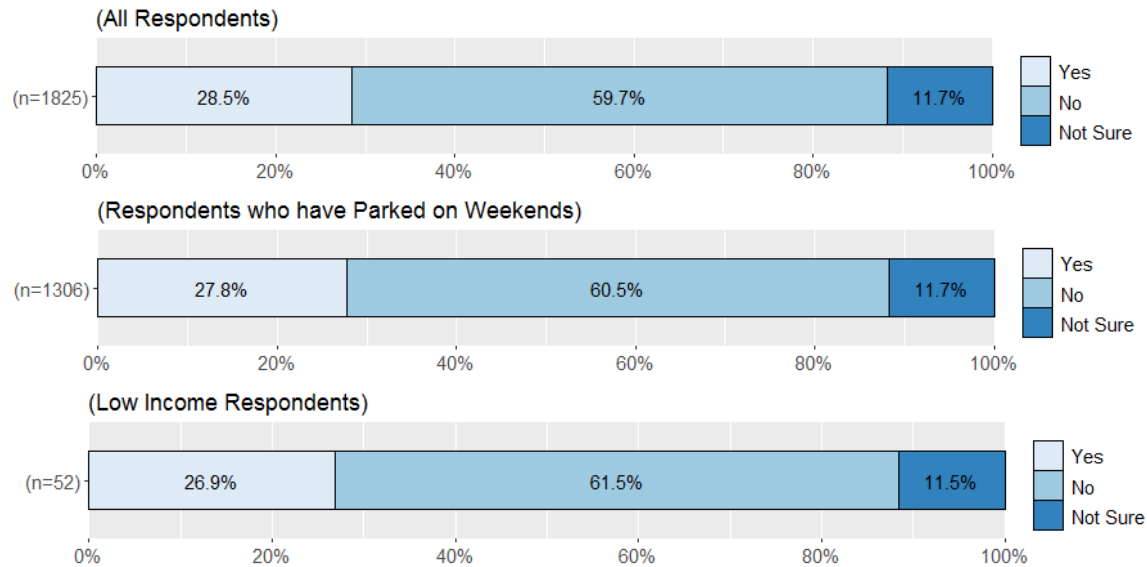 (All Respondents)
(n=1825)
28.5%
59.7%
11.7%
Yes
No
Not Sure
0%
20%
40%
60%
80%
100%
(Respondents who have Parked on Weekends)
(n=1306)
27.8%
60.5%
11.7%
Yes
No
Not Sure
0%
20%
40%
60%
80%
100%
(Low Income Respondents)
(n=52)
26.9%
61.5%
11.5%
Yes
No
Not Sure
0%
20%
40%
60%
80%
100%